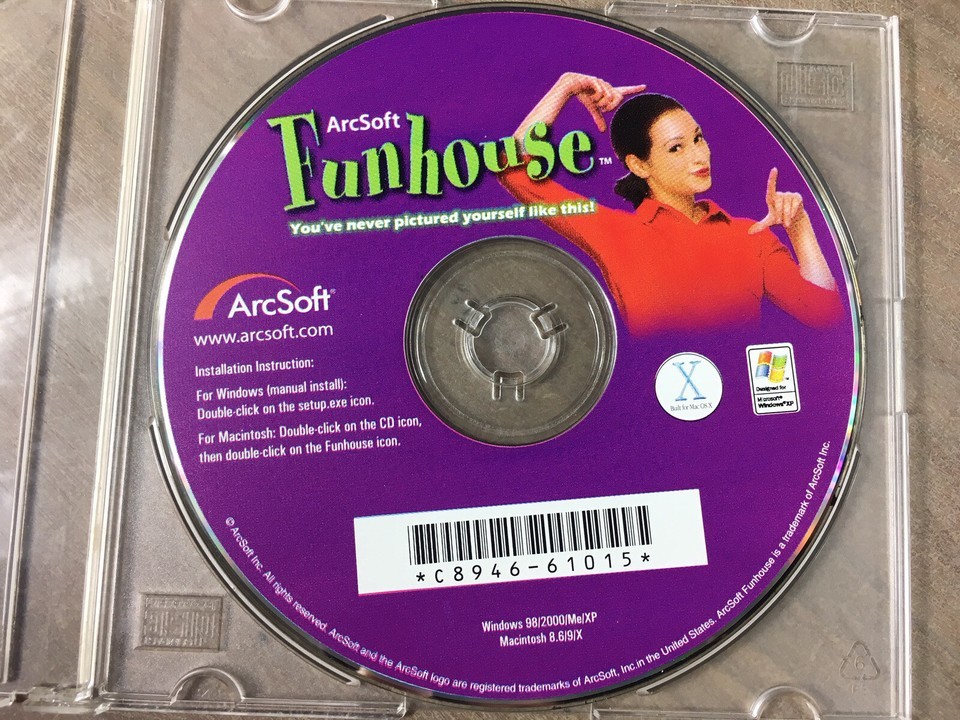 ArcSoft
Funhouse™
You've never pictured yourself like this!
ArcSoft®
www.arcsoft.com
Installation Instruction:
For Windows (manual install):
Double-click on the setup.exe icon.
For Macintosh: Double-click on the CD icon,
then double-click on the Funhouse icon.
X
Built for Mac OS X
Designed for
Microsoft®
Windows®XP
*C8946-61015*
Windows 98/2000/Me/XP
Macintosh 8.6/9/X
© ArcSoft Inc. All rights reserved. ArcSoft and the ArcSoft logo are registered trademarks of ArcSoft, Inc.in the United States. ArcSoft Funhouse is a trademark of ArcSoft Inc.
6